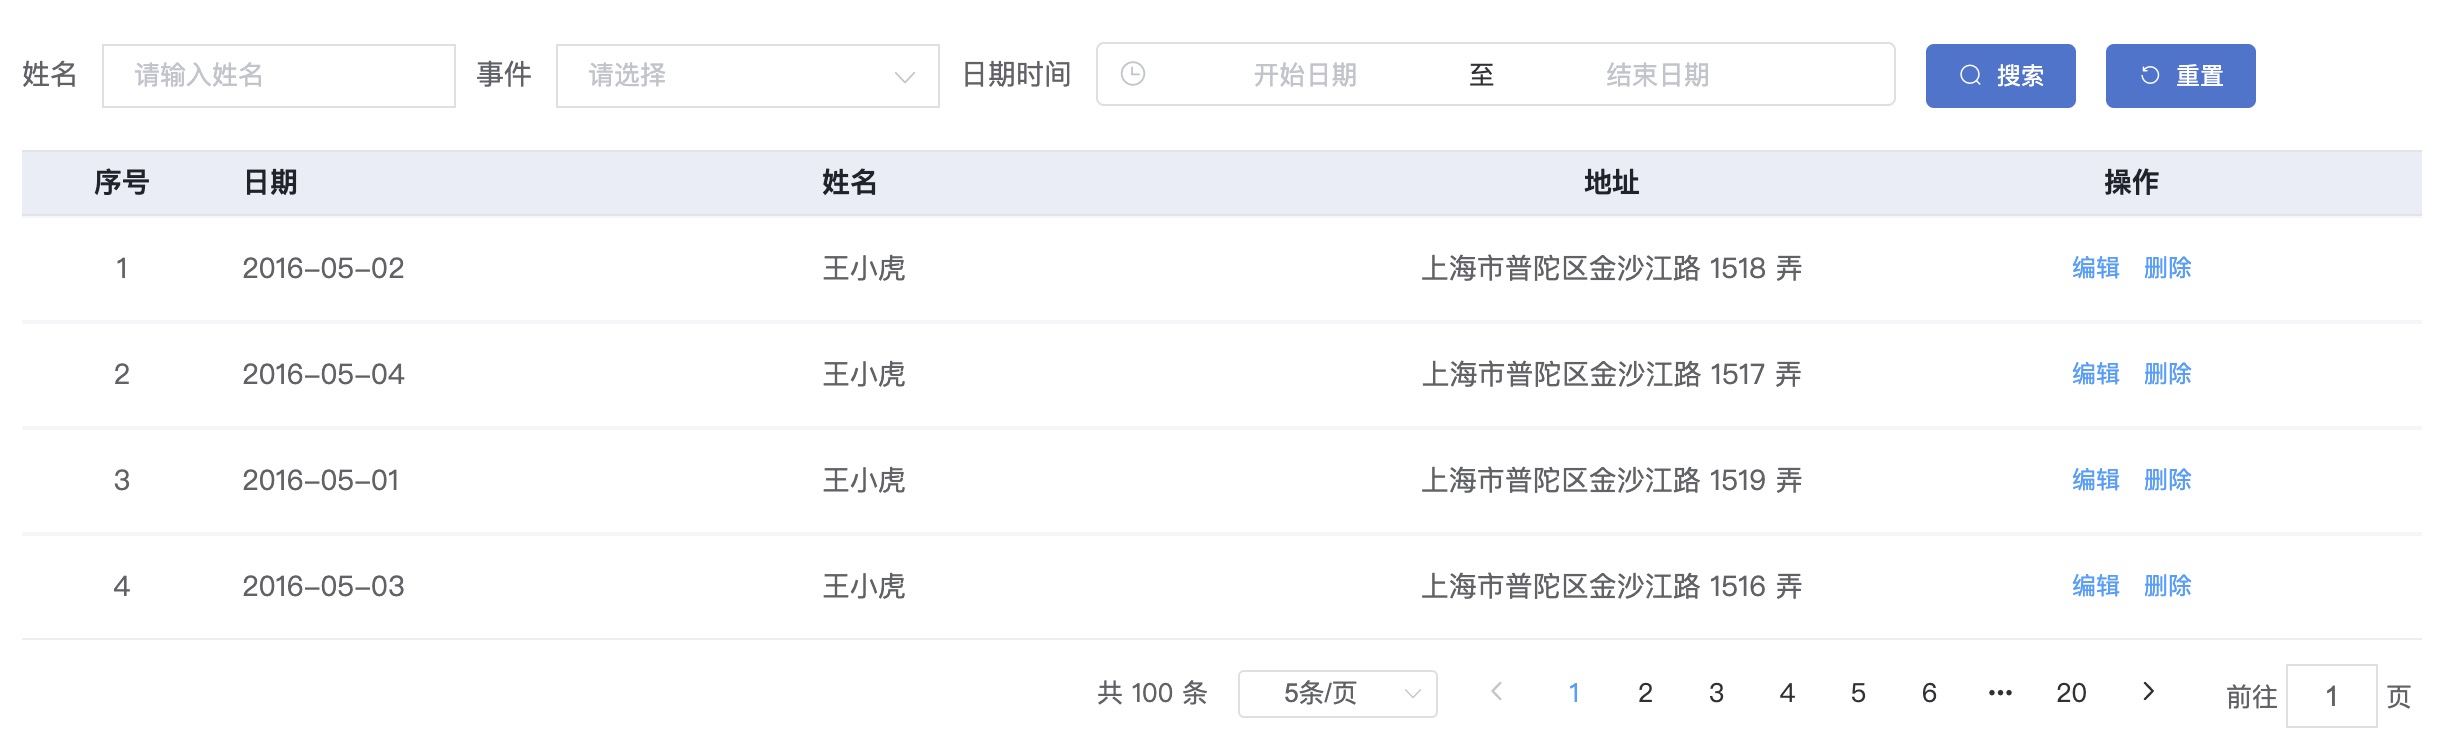 姓名 请输入姓名 事件 请选择 日期时间 开始日期 至 结束日期 搜索 重置
序号 日期 姓名 地址 操作
1 2016-05-02 王小虎 上海市普陀区金沙江路 1518 弄 编辑 删除
2 2016-05-04 王小虎 上海市普陀区金沙江路 1517 弄 编辑 删除
3 2016-05-01 王小虎 上海市普陀区金沙江路 1519 弄 编辑 删除
4 2016-05-03 王小虎 上海市普陀区金沙江路 1516 弄 编辑 删除
共 100 条 5条/页 1 2 3 4 5 6 ••• 20 前往 1 页